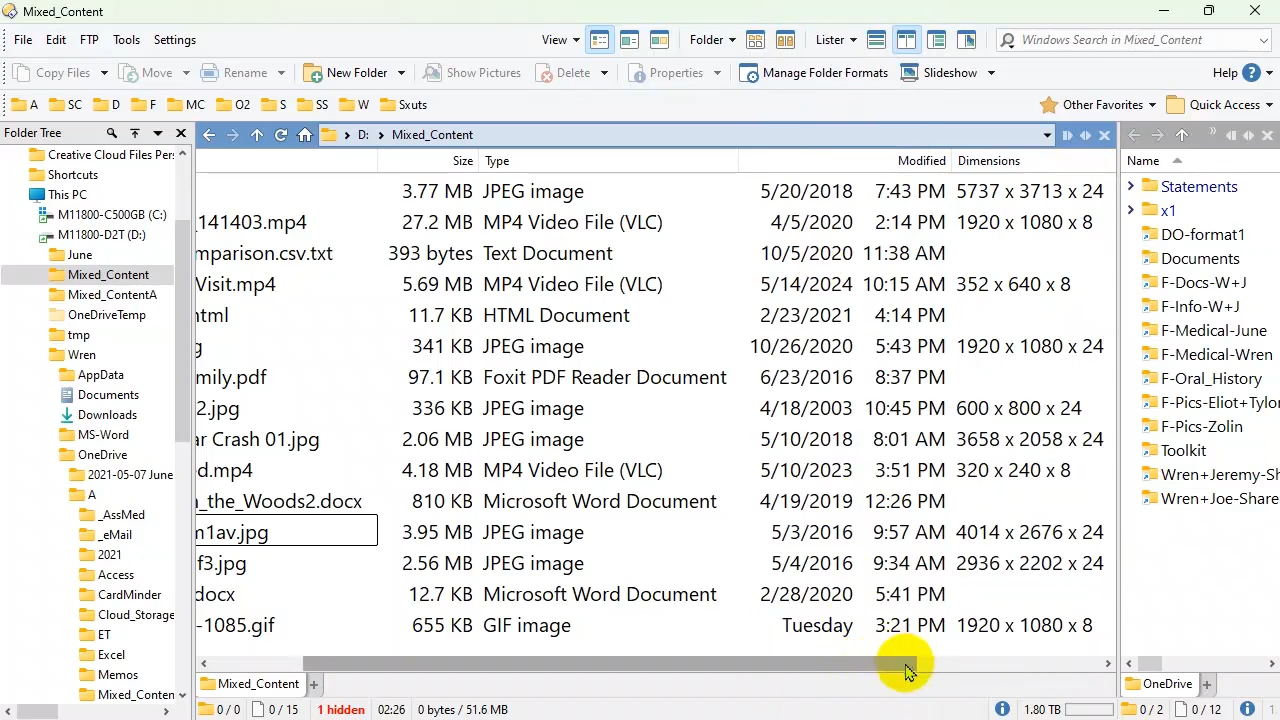 Mixed_Content
File Edit FTP Tools Settings View Folder Lister Windows Search in Mixed_Content
Copy Files Move Rename New Folder Show Pictures Delete Properties Manage Folder Formats Slideshow Help
A SC D F MC O2 S SS W Sxuts Other Favorites Quick Access
Folder Tree
Creative Cloud Files Per
Shortcuts
This PC
M11800-C500GB (C:)
M11800-D2T (D:)
June
Mixed_Content
Mixed_ContentA
OneDriveTemp
tmp
Wren
AppData
Documents
Downloads
MS-Word
OneDrive
2021-05-07 June
A
_AssMed
_eMail
2021
Access
CardMinder
Cloud_Storage
ET
Excel
Memos
Mixed_Conten
D: Mixed_Content
Size Type Modified Dimensions
3.77 MB JPEG image 5/20/2018 7:43 PM 5737 x 3713 x 24
_141403.mp4 27.2 MB MP4 Video File (VLC) 4/5/2020 2:14 PM 1920 x 1080 x 8
mparison.csv.txt 393 bytes Text Document 10/5/2020 11:38 AM
Visit.mp4 5.69 MB MP4 Video File (VLC) 5/14/2024 10:15 AM 352 x 640 x 8
html 11.7 KB HTML Document 2/23/2021 4:14 PM
g 341 KB JPEG image 10/26/2020 5:43 PM 1920 x 1080 x 24
mily.pdf 97.1 KB Foxit PDF Reader Document 6/23/2016 8:37 PM
2.jpg 336 KB JPEG image 4/18/2003 10:45 PM 600 x 800 x 24
ar Crash 01.jpg 2.06 MB JPEG image 5/10/2018 8:01 AM 3658 x 2058 x 24
d.mp4 4.18 MB MP4 Video File (VLC) 5/10/2023 3:51 PM 320 x 240 x 8
_the_Woods2.docx 810 KB Microsoft Word Document 4/19/2019 12:26 PM
m1av.jpg 3.95 MB JPEG image 5/3/2016 9:57 AM 4014 x 2676 x 24
f3.jpg 2.56 MB JPEG image 5/4/2016 9:34 AM 2936 x 2202 x 24
docx 12.7 KB Microsoft Word Document 2/28/2020 5:41 PM
-1085.gif 655 KB GIF image Tuesday 3:21 PM 1920 x 1080 x 8
Mixed_Content
0 / 0 0 / 15 1 hidden 02:26 0 bytes / 51.6 MB 1.80 TB
Name
Statements
x1
DO-format1
Documents
F-Docs-W+J
F-Info-W+J
F-Medical-June
F-Medical-Wren
F-Oral_History
F-Pics-Eliot+Tylo
F-Pics-Zolin
Toolkit
Wren+Jeremy-Sh
Wren+Joe-Share
OneDrive
0 / 2 0 / 12 1